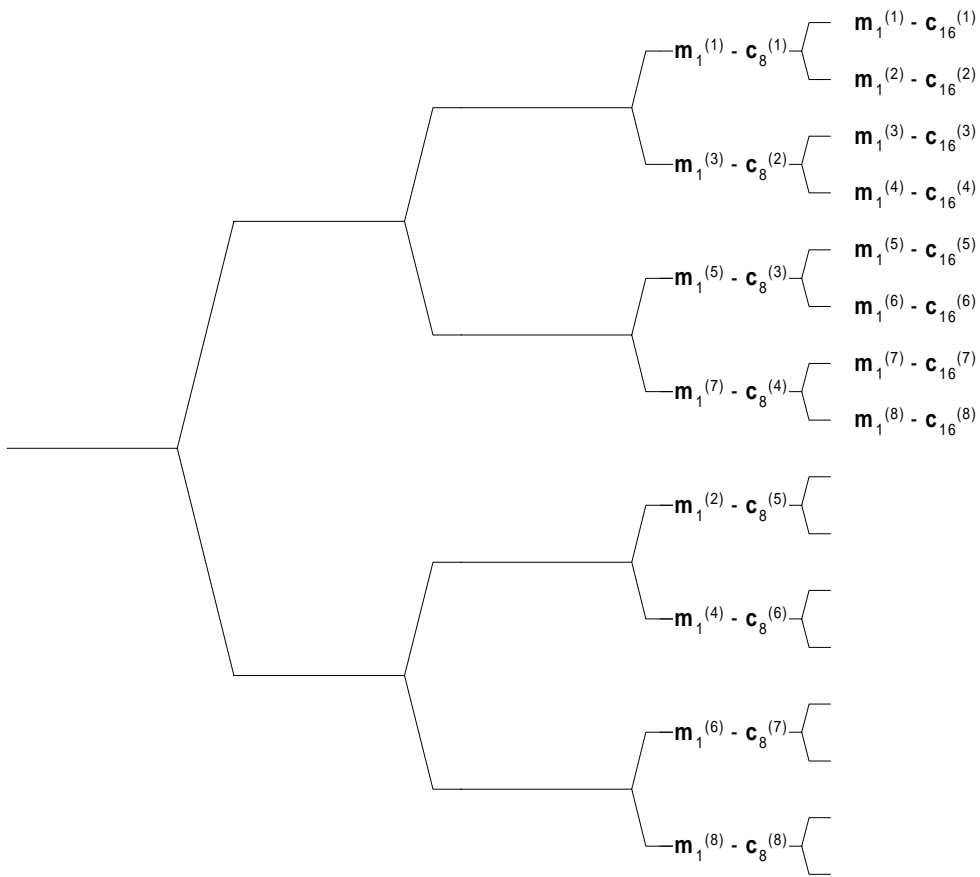 m₁⁽¹⁾ - c₁₆⁽¹⁾
m₁⁽¹⁾ - c₈⁽¹⁾
m₁⁽²⁾ - c₁₆⁽²⁾
m₁⁽³⁾ - c₁₆⁽³⁾
m₁⁽³⁾ - c₈⁽²⁾
m₁⁽⁴⁾ - c₁₆⁽⁴⁾
m₁⁽⁵⁾ - c₁₆⁽⁵⁾
m₁⁽⁵⁾ - c₈⁽³⁾
m₁⁽⁶⁾ - c₁₆⁽⁶⁾
m₁⁽⁷⁾ - c₁₆⁽⁷⁾
m₁⁽⁷⁾ - c₈⁽⁴⁾
m₁⁽⁸⁾ - c₁₆⁽⁸⁾
m₁⁽²⁾ - c₈⁽⁵⁾
m₁⁽⁴⁾ - c₈⁽⁶⁾
m₁⁽⁶⁾ - c₈⁽⁷⁾
m₁⁽⁸⁾ - c₈⁽⁸⁾